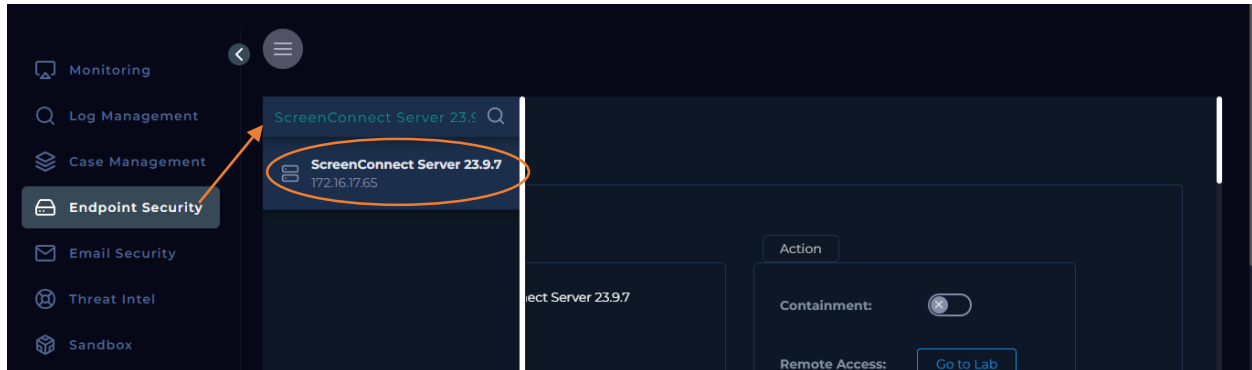 Monitoring
Log Management
Case Management
Endpoint Security
Email Security
Threat Intel
Sandbox
ScreenConnect Server 23.9
ScreenConnect Server 23.9.7
172.16.17.65
ect Server 23.9.7
Action
Containment:
Remote Access:
Go to Lab